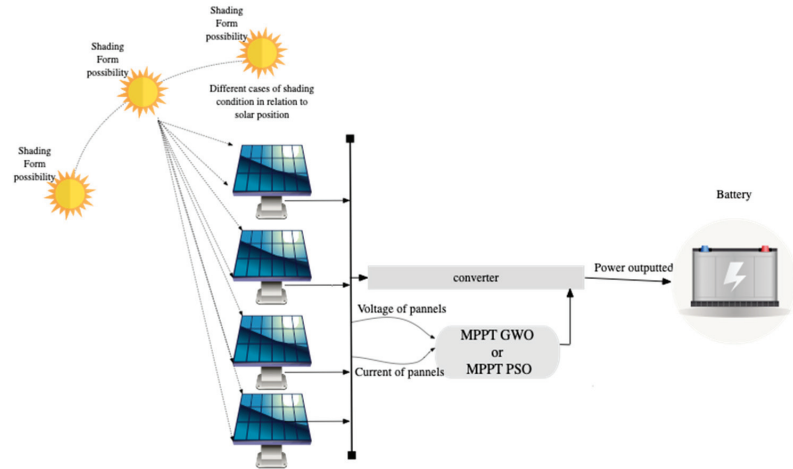 Shading
Form
possibility
Shading
Form
possibility
Shading
Form
possibility
Different cases of shading
condition in relation to
solar position
Battery
converter
Power outputted
Voltage of pannels
MPPT GWO
or
MPPT PSO
Current of pannels